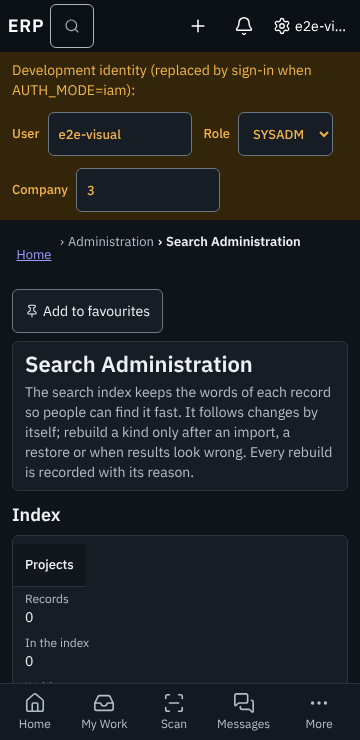 ERP
e2e-vi...
Development identity (replaced by sign-in when
AUTH_MODE=iam):
User e2e-visual Role SYSADM
Company 3
Home › Administration › Search Administration
Add to favourites
Search Administration
The search index keeps the words of each record
so people can find it fast. It follows changes by
itself; rebuild a kind only after an import, a
restore or when results look wrong. Every rebuild
is recorded with its reason.
Index
Projects
Records
0
In the index
0
Home My Work Scan Messages More